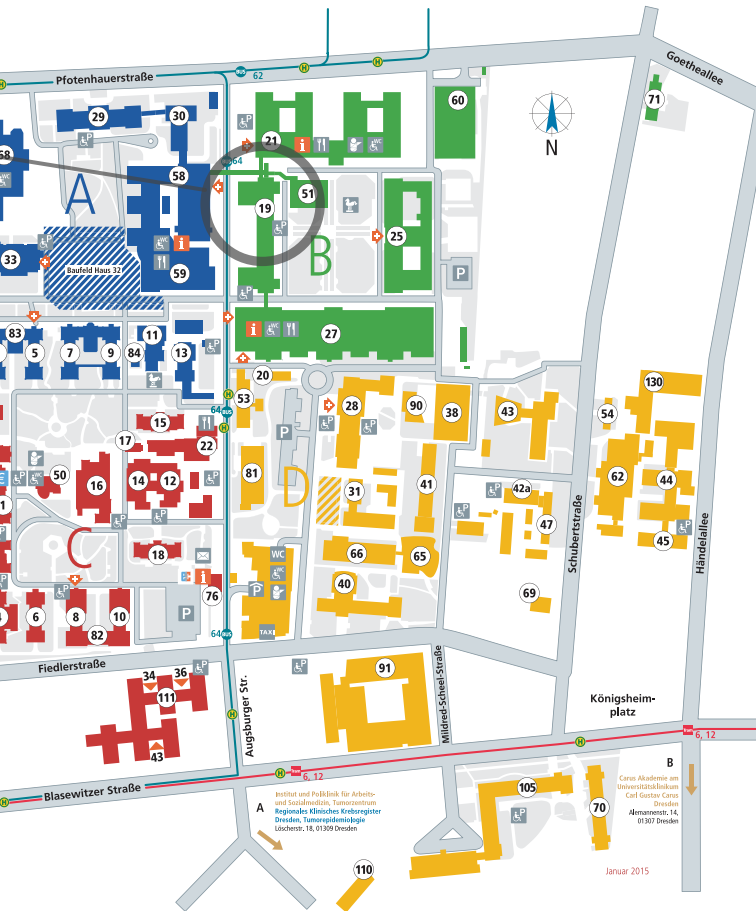 Pfotenhauerstraße
62
Goetheallee
71
60
29
30
21
64
58
58
51
A
19
25
B
33
Baufeld Haus 32
59
N
27
83
5
7
9
84
11
13
20
53
64
28
90
38
43
54
130
15
17
22
14
12
16
50
81
D
31
41
42a
47
62
44
45
Schubertstraße
Händelallee
C
18
66
65
40
69
76
WC
TAXI
6
8
10
82
64
Fiedlerstraße
34
36
111
43
91
Augsburger Str.
Mildred-Scheel-Straße
Königsheim-
platz
6, 12
6, 12
Blasewitzer Straße
A
Institut und Poliklinik für Arbeits-
und Sozialmedizin, Tumorzentrum
Regionales Klinisches Krebsregister
Dresden, Tumorepidemiologie
Löscherstr. 18, 01309 Dresden
B
Carus Akademie am
Universitätsklinikum
Carl Gustav Carus
Dresden
Alemannenstr. 14,
01307 Dresden
105
70
110
Januar 2015